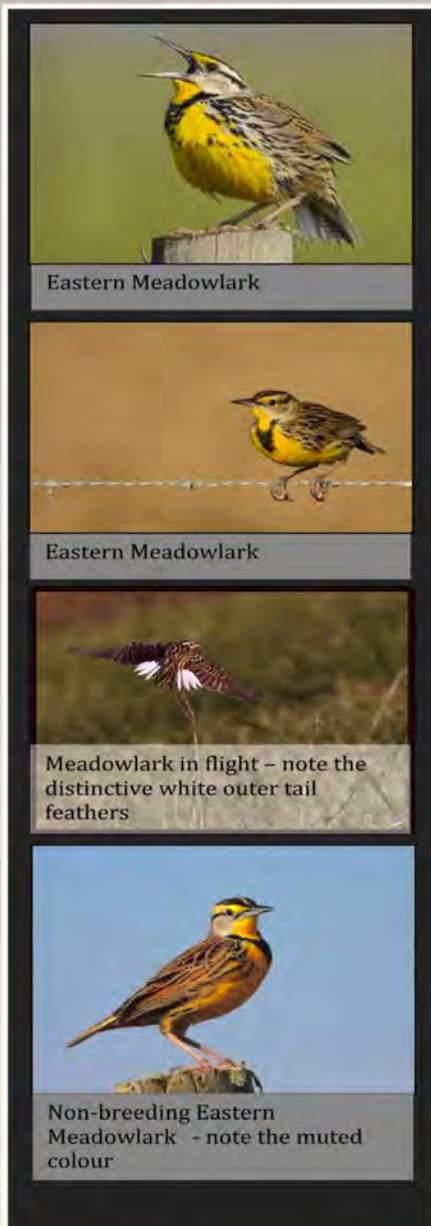 Eastern Meadowlark
Eastern Meadowlark
Meadowlark in flight – note the
distinctive white outer tail
feathers
Non-breeding Eastern
Meadowlark - note the muted
colour